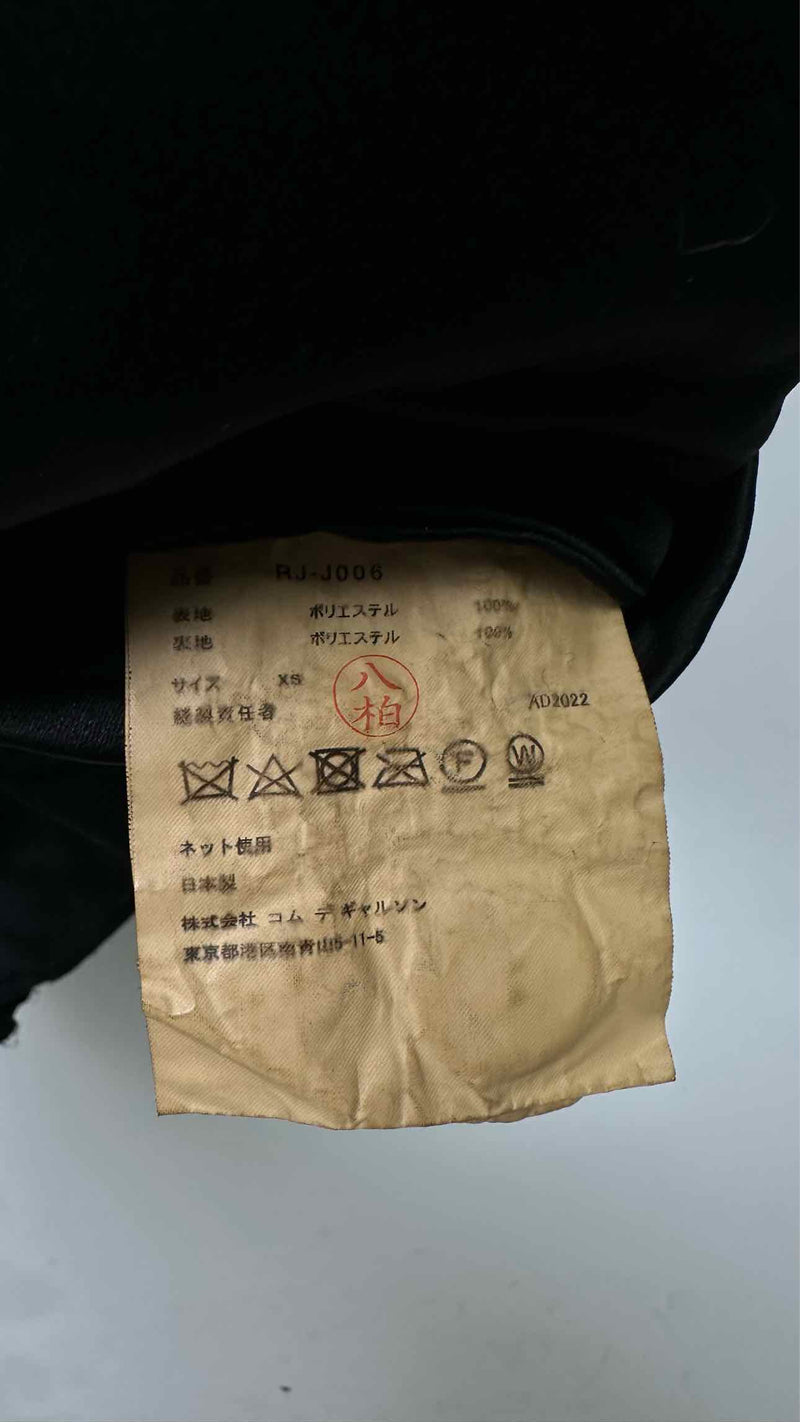 品番 RJ-J006
表地 ポリエステル 100%
裏地 ポリエステル 100%
サイズ XS
縫製責任者 八柏 AD2022
F W
ネット使用
日本製
株式会社 コム デ ギャルソン
東京都港区南青山5-11-5